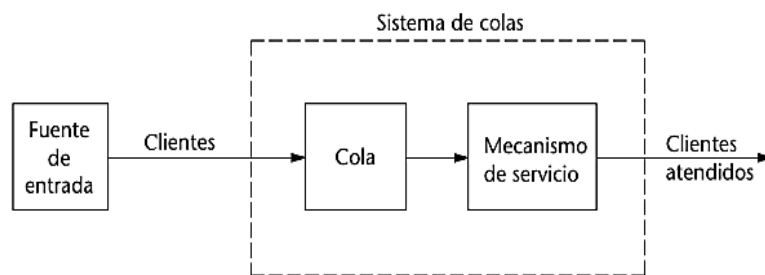 Sistema de colas
Fuente
de
entrada
Clientes
Cola
Mecanismo
de servicio
Clientes
atendidos